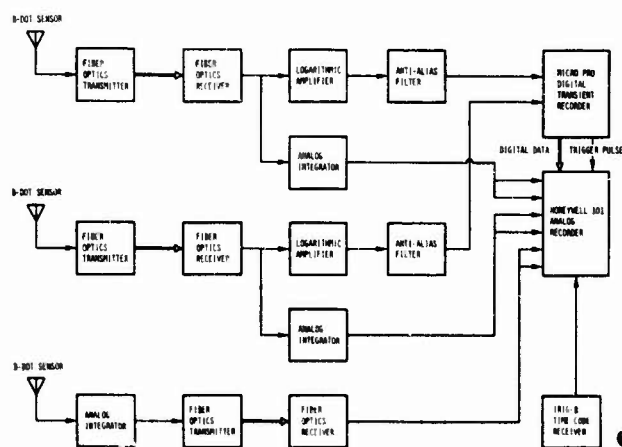 B-DOT SENSOR
FIBER
OPTICS
TRANSMITTER
FIBER
OPTICS
RECEIVER
LOGARITHMIC
AMPLIFIER
ANTI-ALIAS
FILTER
MICRO PRO
DIGITAL
TRANSIENT
RECORDER
ANALOG
INTEGRATOR
DIGITAL DATA
TRIGGER PULSE
B-DOT SENSOR
FIBER
OPTICS
TRANSMITTER
FIBER
OPTICS
RECEIVER
LOGARITHMIC
AMPLIFIER
ANTI-ALIAS
FILTER
HONEYWELL 101
ANALOG
RECORDER
ANALOG
INTEGRATOR
D-DOT SENSOR
ANALOG
INTEGRATOR
FIBER
OPTICS
TRANSMITTER
FIBER
OPTICS
RECEIVER
IRIG-B
TIME CODE
RECEIVER